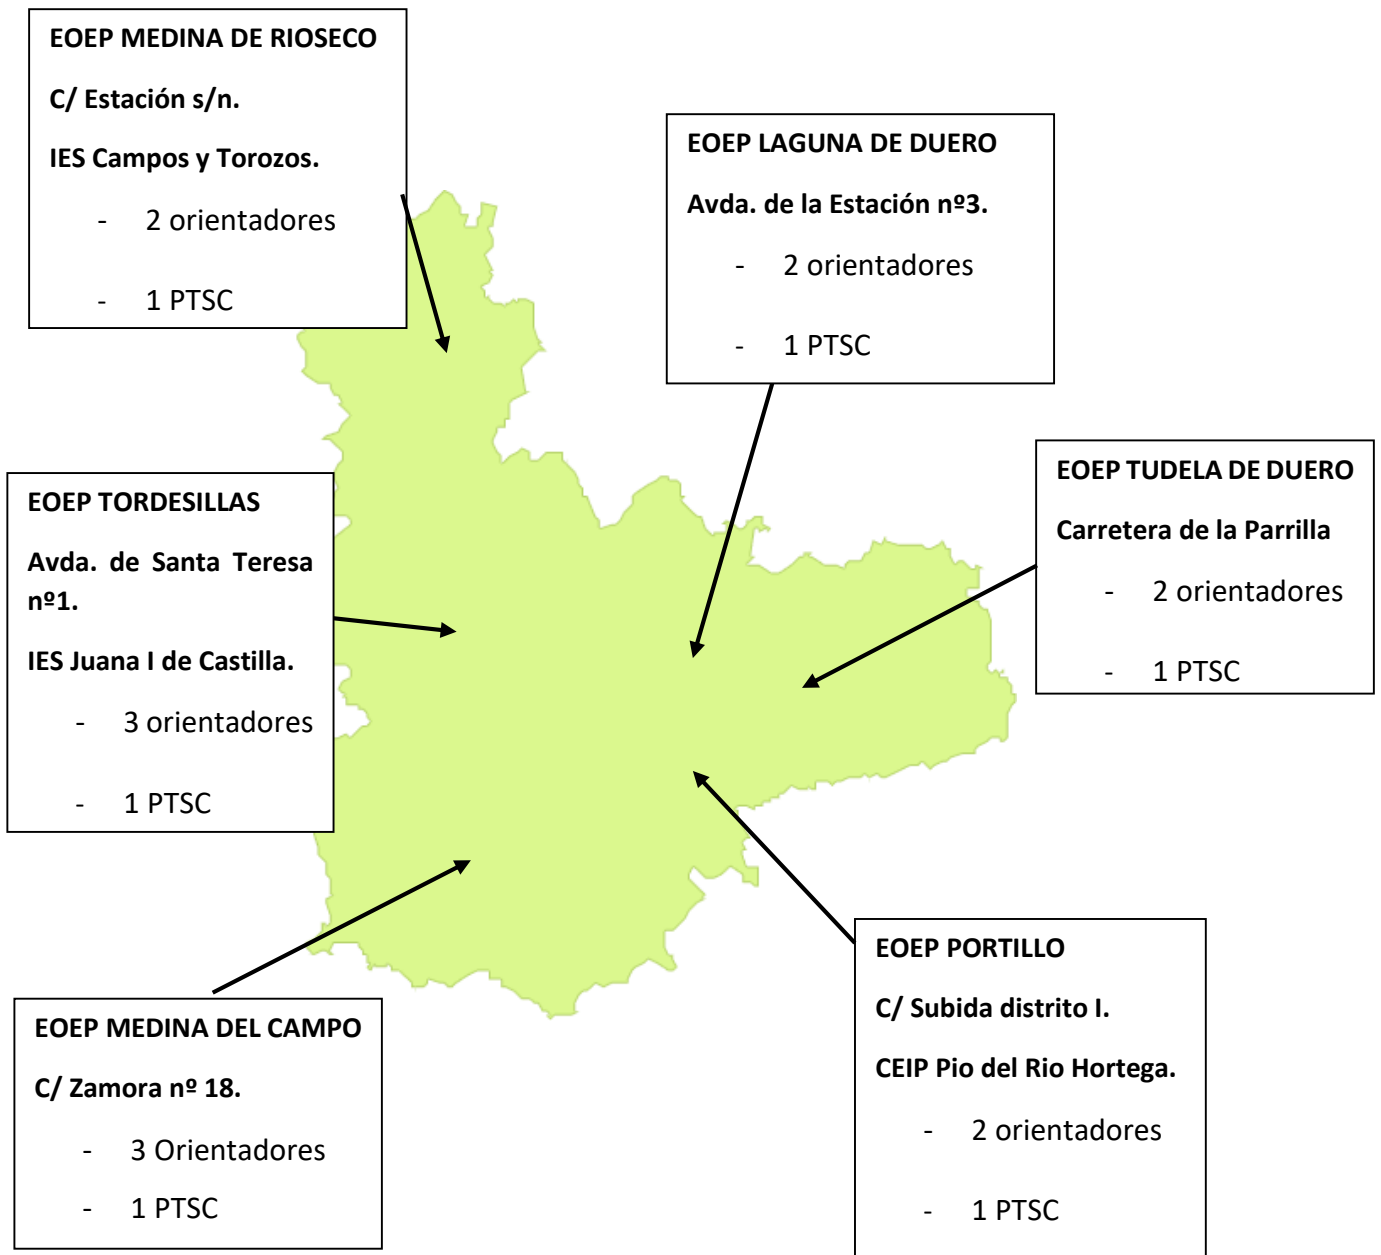 EOEP MEDINA DE RIOSECO
C/ Estación s/n.
IES Campos y Torozos.
- 2 orientadores
- 1 PTSC
EOEP LAGUNA DE DUERO
Avda. de la Estación nº3.
- 2 orientadores
- 1 PTSC
EOEP TUDELA DE DUERO
Carretera de la Parrilla
- 2 orientadores
- 1 PTSC
EOEP TORDESILLAS
Avda. de Santa Teresa
nº1.
IES Juana I de Castilla.
- 3 orientadores
- 1 PTSC
EOEP PORTILLO
C/ Subida distrito I.
CEIP Pio del Rio Hortega.
- 2 orientadores
- 1 PTSC
EOEP MEDINA DEL CAMPO
C/ Zamora nº 18.
- 3 Orientadores
- 1 PTSC